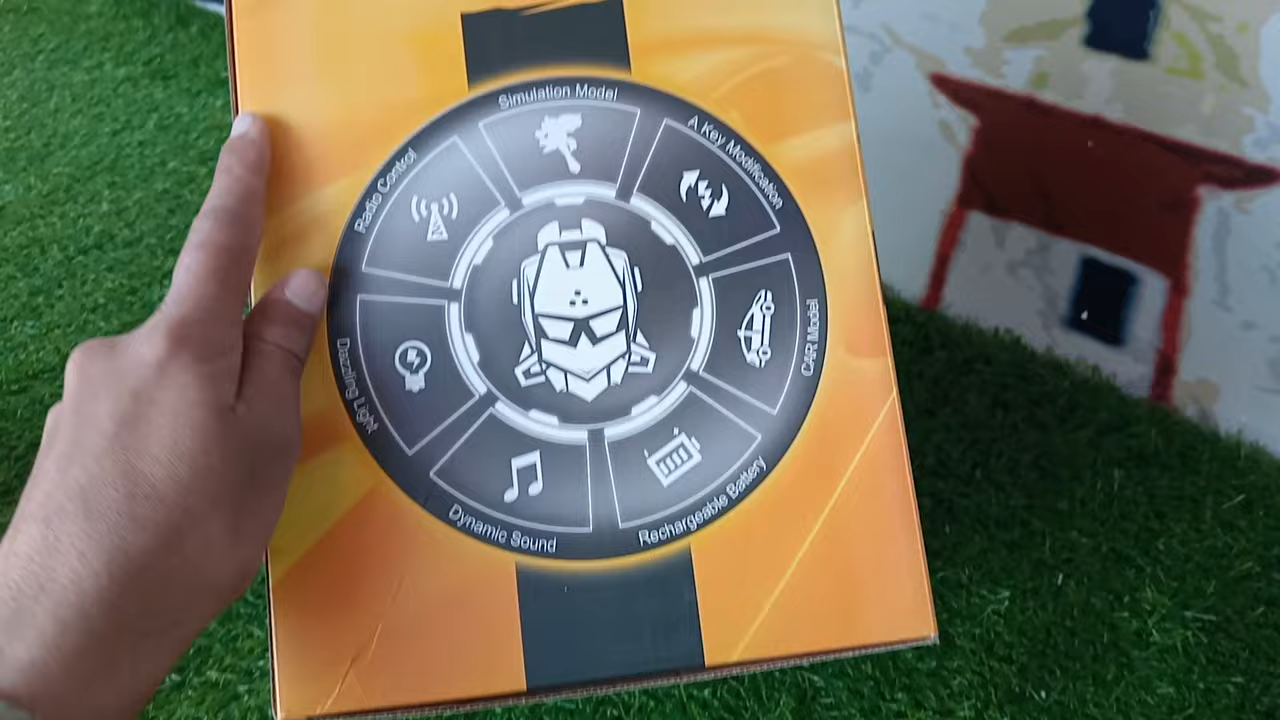 Simulation Model
A Key Modification
CAR Model
Rechargeable Battery
Dynamic Sound
Dazzling Light
Radio Control